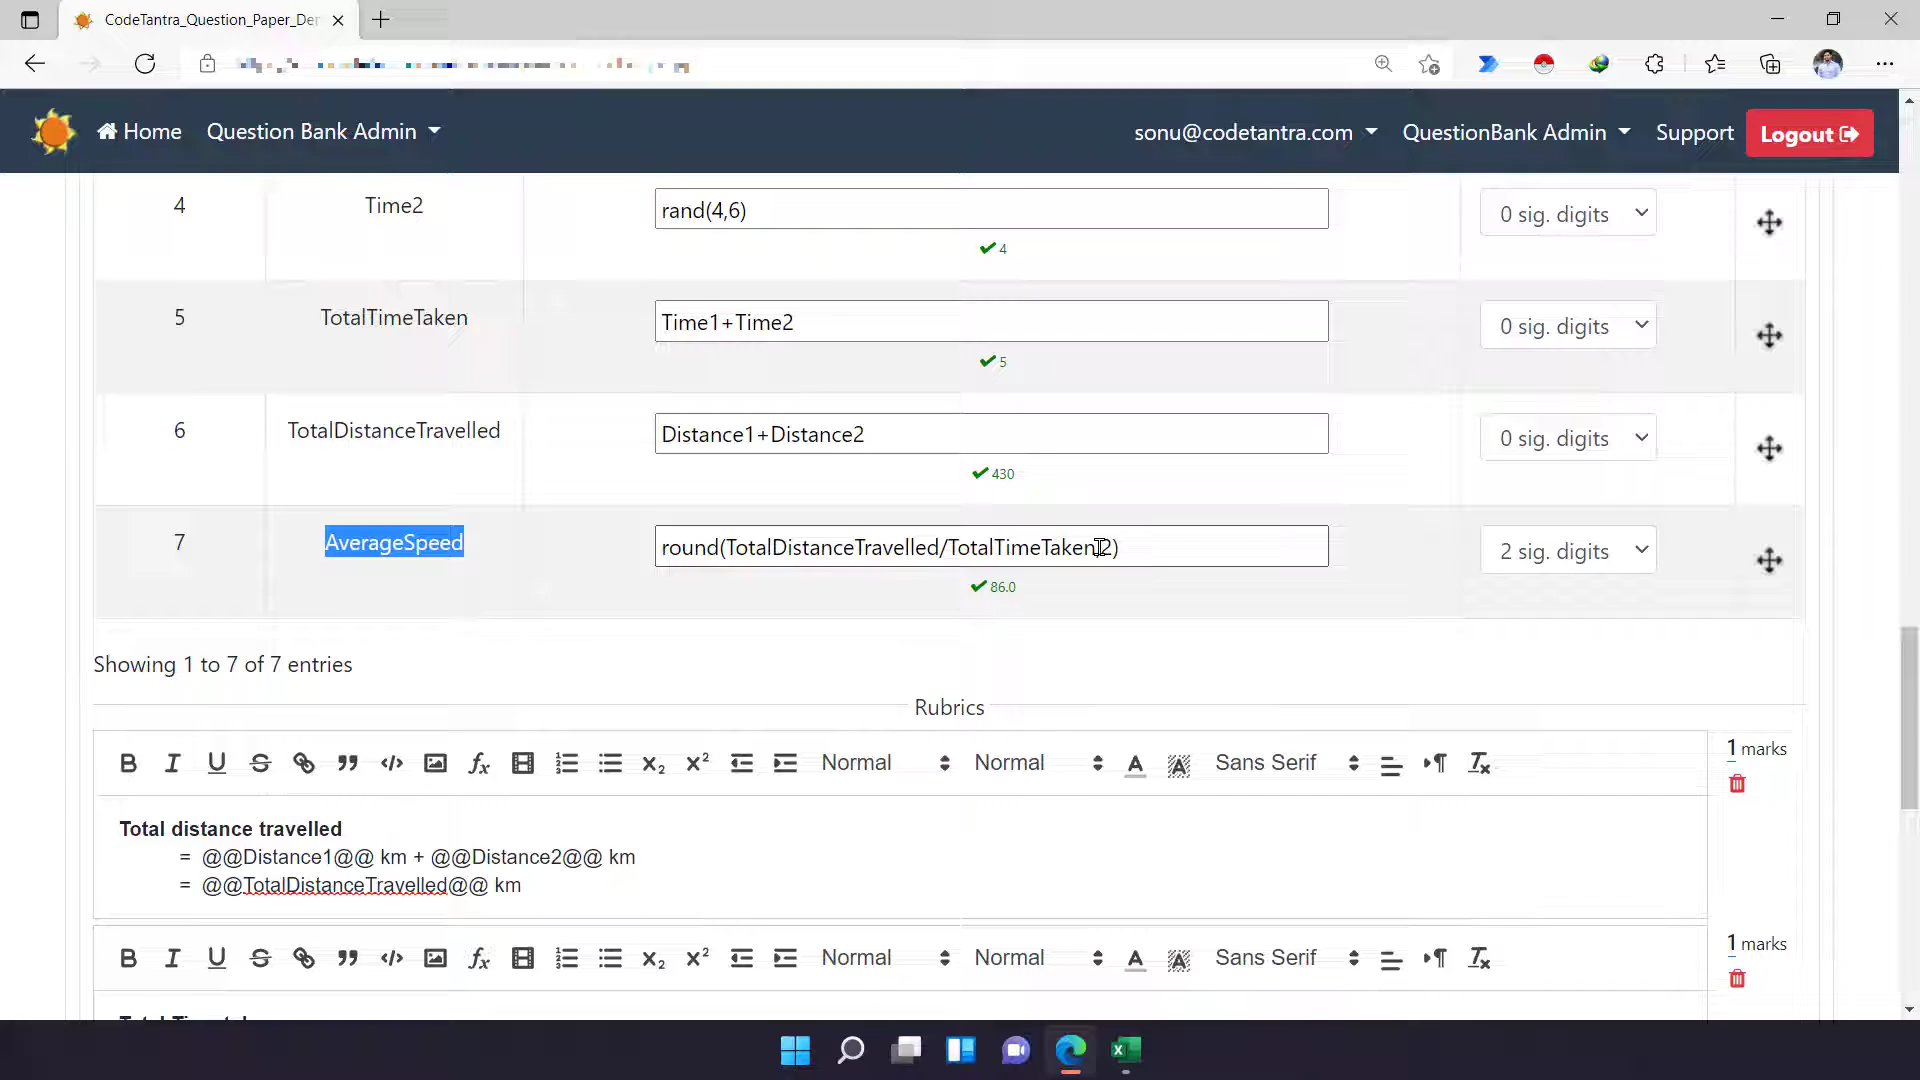 CodeTantra_Question_Paper_Der
Home
Question Bank Admin
sonu@codetantra.com
QuestionBank Admin
Support
Logout
4
Time2
rand(4,6)
4
0 sig. digits
5
TotalTimeTaken
Time1+Time2
5
0 sig. digits
6
TotalDistanceTravelled
Distance1+Distance2
430
0 sig. digits
7
AverageSpeed
round(TotalDistanceTravelled/TotalTimeTaken,2)
86.0
2 sig. digits
Showing 1 to 7 of 7 entries
Rubrics
Normal Normal Sans Serif
1 marks
Total distance travelled
= @@Distance1@@ km + @@Distance2@@ km
= @@TotalDistanceTravelled@@ km
Normal Normal Sans Serif
1 marks